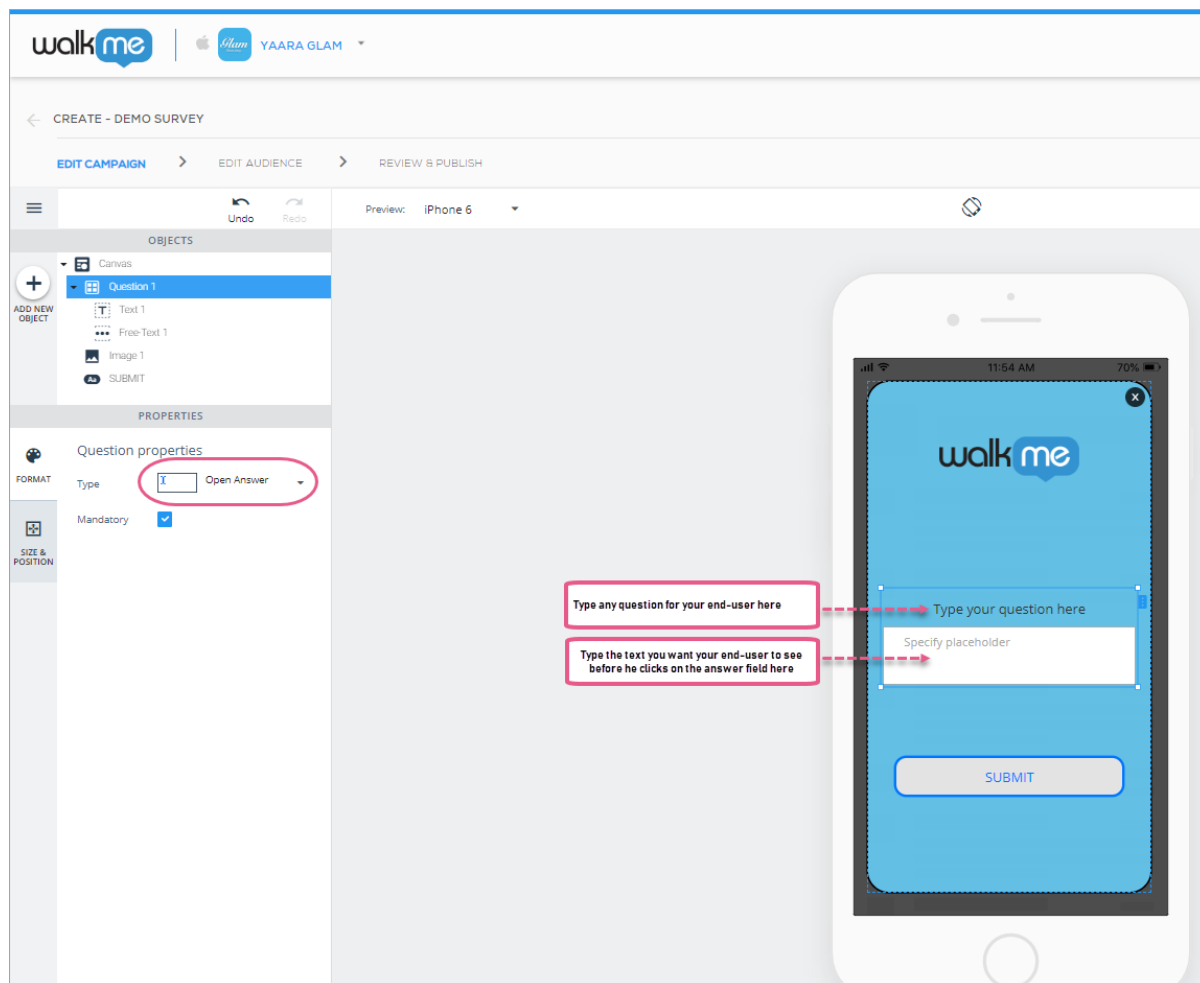 walkme
Glam
YAARA GLAM
CREATE - DEMO SURVEY
EDIT CAMPAIGN
EDIT AUDIENCE
REVIEW & PUBLISH
Undo
Redo
Preview: iPhone 6
OBJECTS
Canvas
Question 1
Text 1
Free-Text 1
Image 1
Aa SUBMIT
ADD NEW
OBJECT
PROPERTIES
FORMAT
SIZE &
POSITION
Question properties
Type Open Answer
Mandatory
Type any question for your end-user here
Type the text you want your end-user to see
before he clicks on the answer field here
11:54 AM
70%
X
walkme
Type your question here
Specify placeholder
SUBMIT